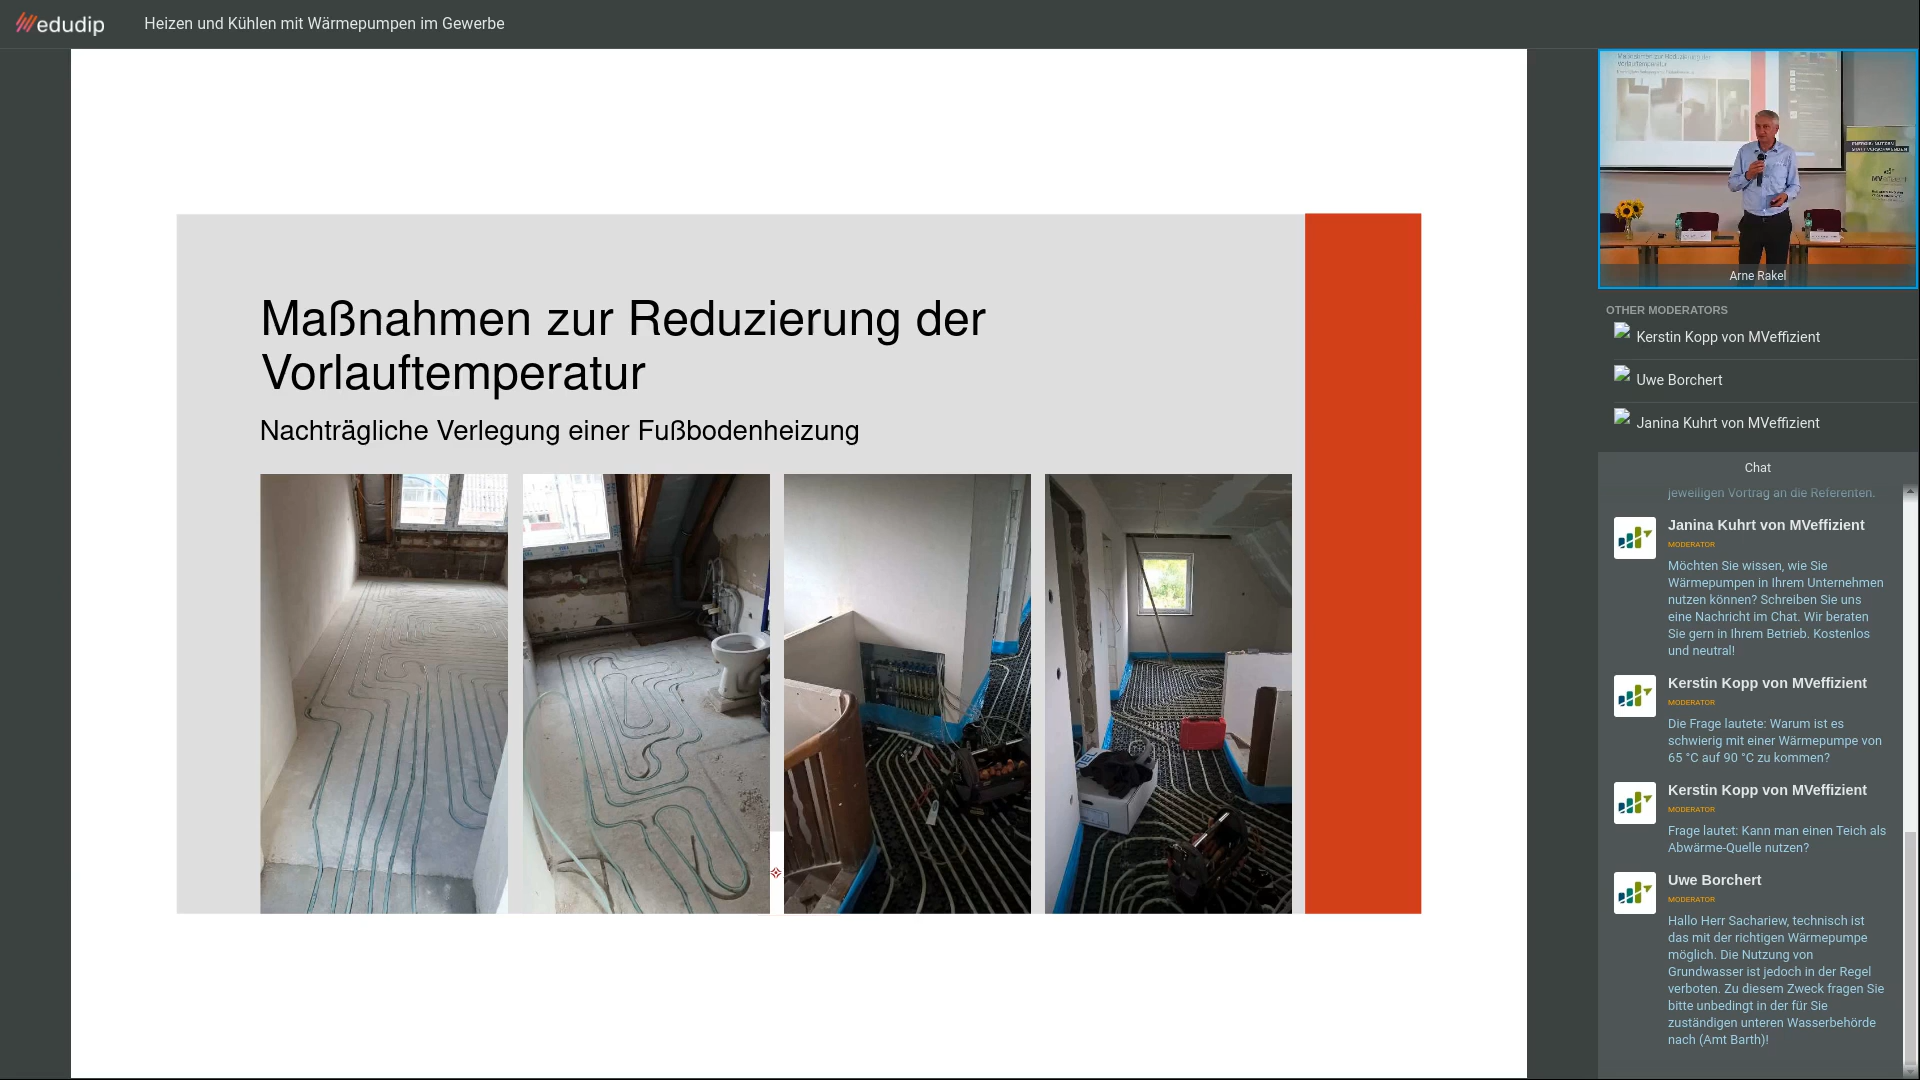 edudip
Heizen und Kühlen mit Wärmepumpen im Gewerbe
Maßnahmen zur Reduzierung der
Vorlauftemperatur
Nachträgliche Verlegung einer Fußbodenheizung
Maßnahmen zur Reduzierung der
Vorlauftemperatur
Arne Rakel
OTHER MODERATORS
Kerstin Kopp von MVeffizient
Uwe Borchert
Janina Kuhrt von MVeffizient
Chat
jeweiligen Vortrag an die Referenten.
Janina Kuhrt von MVeffizient
MODERATOR
Möchten Sie wissen, wie Sie
Wärmepumpen in Ihrem Unternehmen
nutzen können? Schreiben Sie uns
eine Nachricht im Chat. Wir beraten
Sie gern in Ihrem Betrieb. Kostenlos
und neutral!
Kerstin Kopp von MVeffizient
MODERATOR
Die Frage lautete: Warum ist es
schwierig mit einer Wärmepumpe von
65 °C auf 90 °C zu kommen?
Kerstin Kopp von MVeffizient
MODERATOR
Frage lautet: Kann man einen Teich als
Abwärme-Quelle nutzen?
Uwe Borchert
MODERATOR
Hallo Herr Sachariew, technisch ist
das mit der richtigen Wärmepumpe
möglich. Die Nutzung von
Grundwasser ist jedoch in der Regel
verboten. Zu diesem Zweck fragen Sie
bitte unbedingt in der für Sie
zuständigen unteren Wasserbehörde
nach (Amt Barth)!